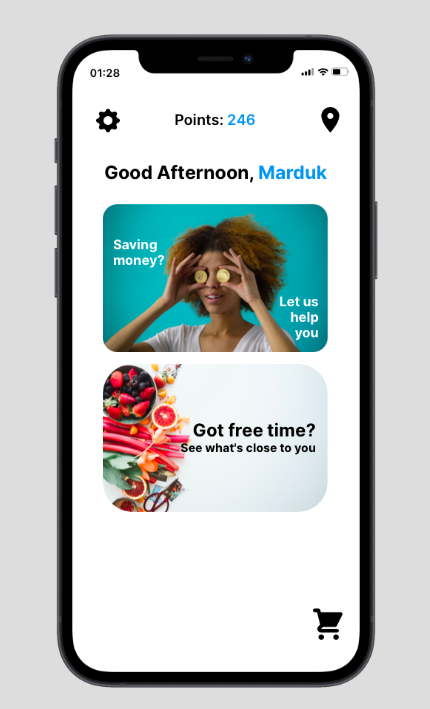 01:28
Points: 246
Good Afternoon, Marduk
Saving
money?
Let us
help
you
Got free time?
See what's close to you